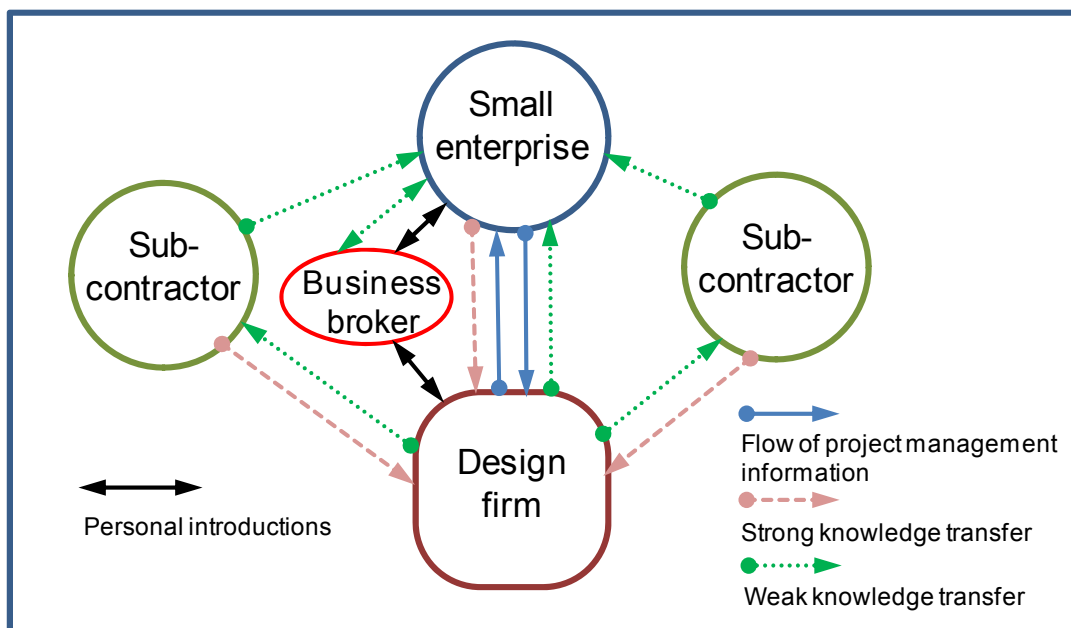 Small
enterprise
Sub-
contractor
Sub-
contractor
Business
broker
Design
firm
Personal introductions
Flow of project management
information
Strong knowledge transfer
Weak knowledge transfer